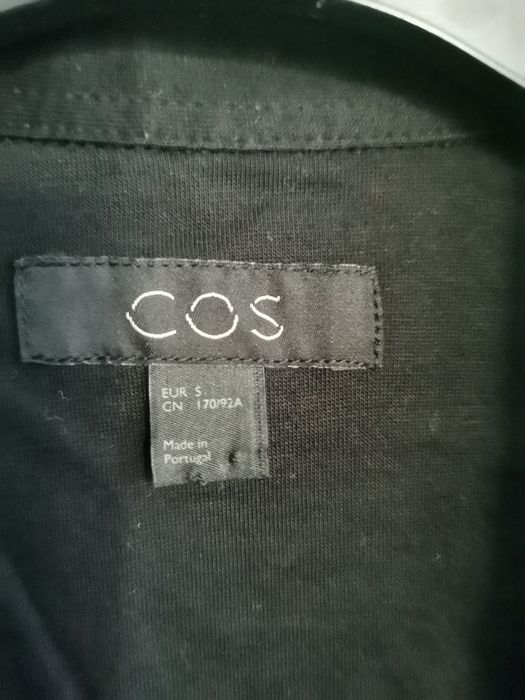 COS
EUR S
CN 170/92A
Made in
Portugal